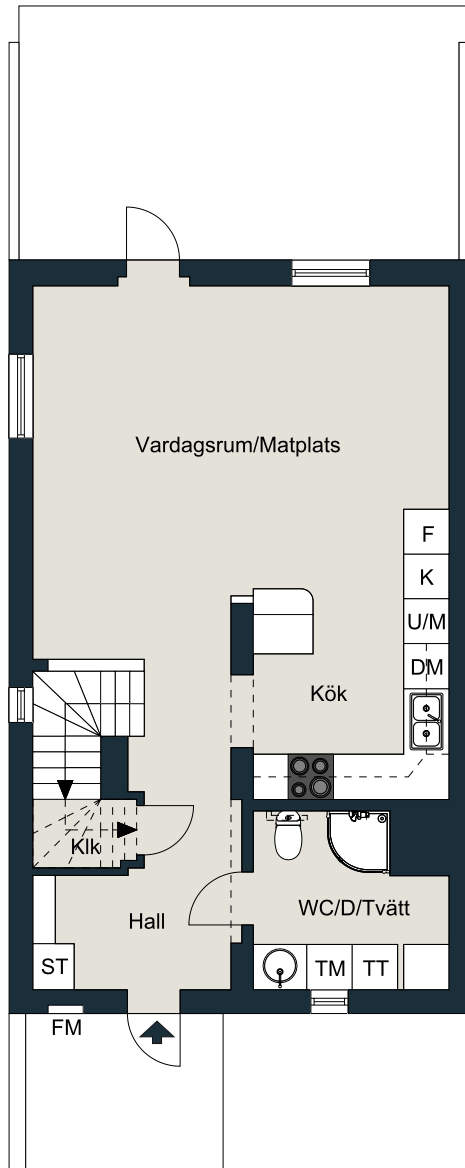 Vardagsrum/Matplats
F
K
U/M
DM
Kök
Klk
Hall
WC/D/Tvätt
ST
TM
TT
FM